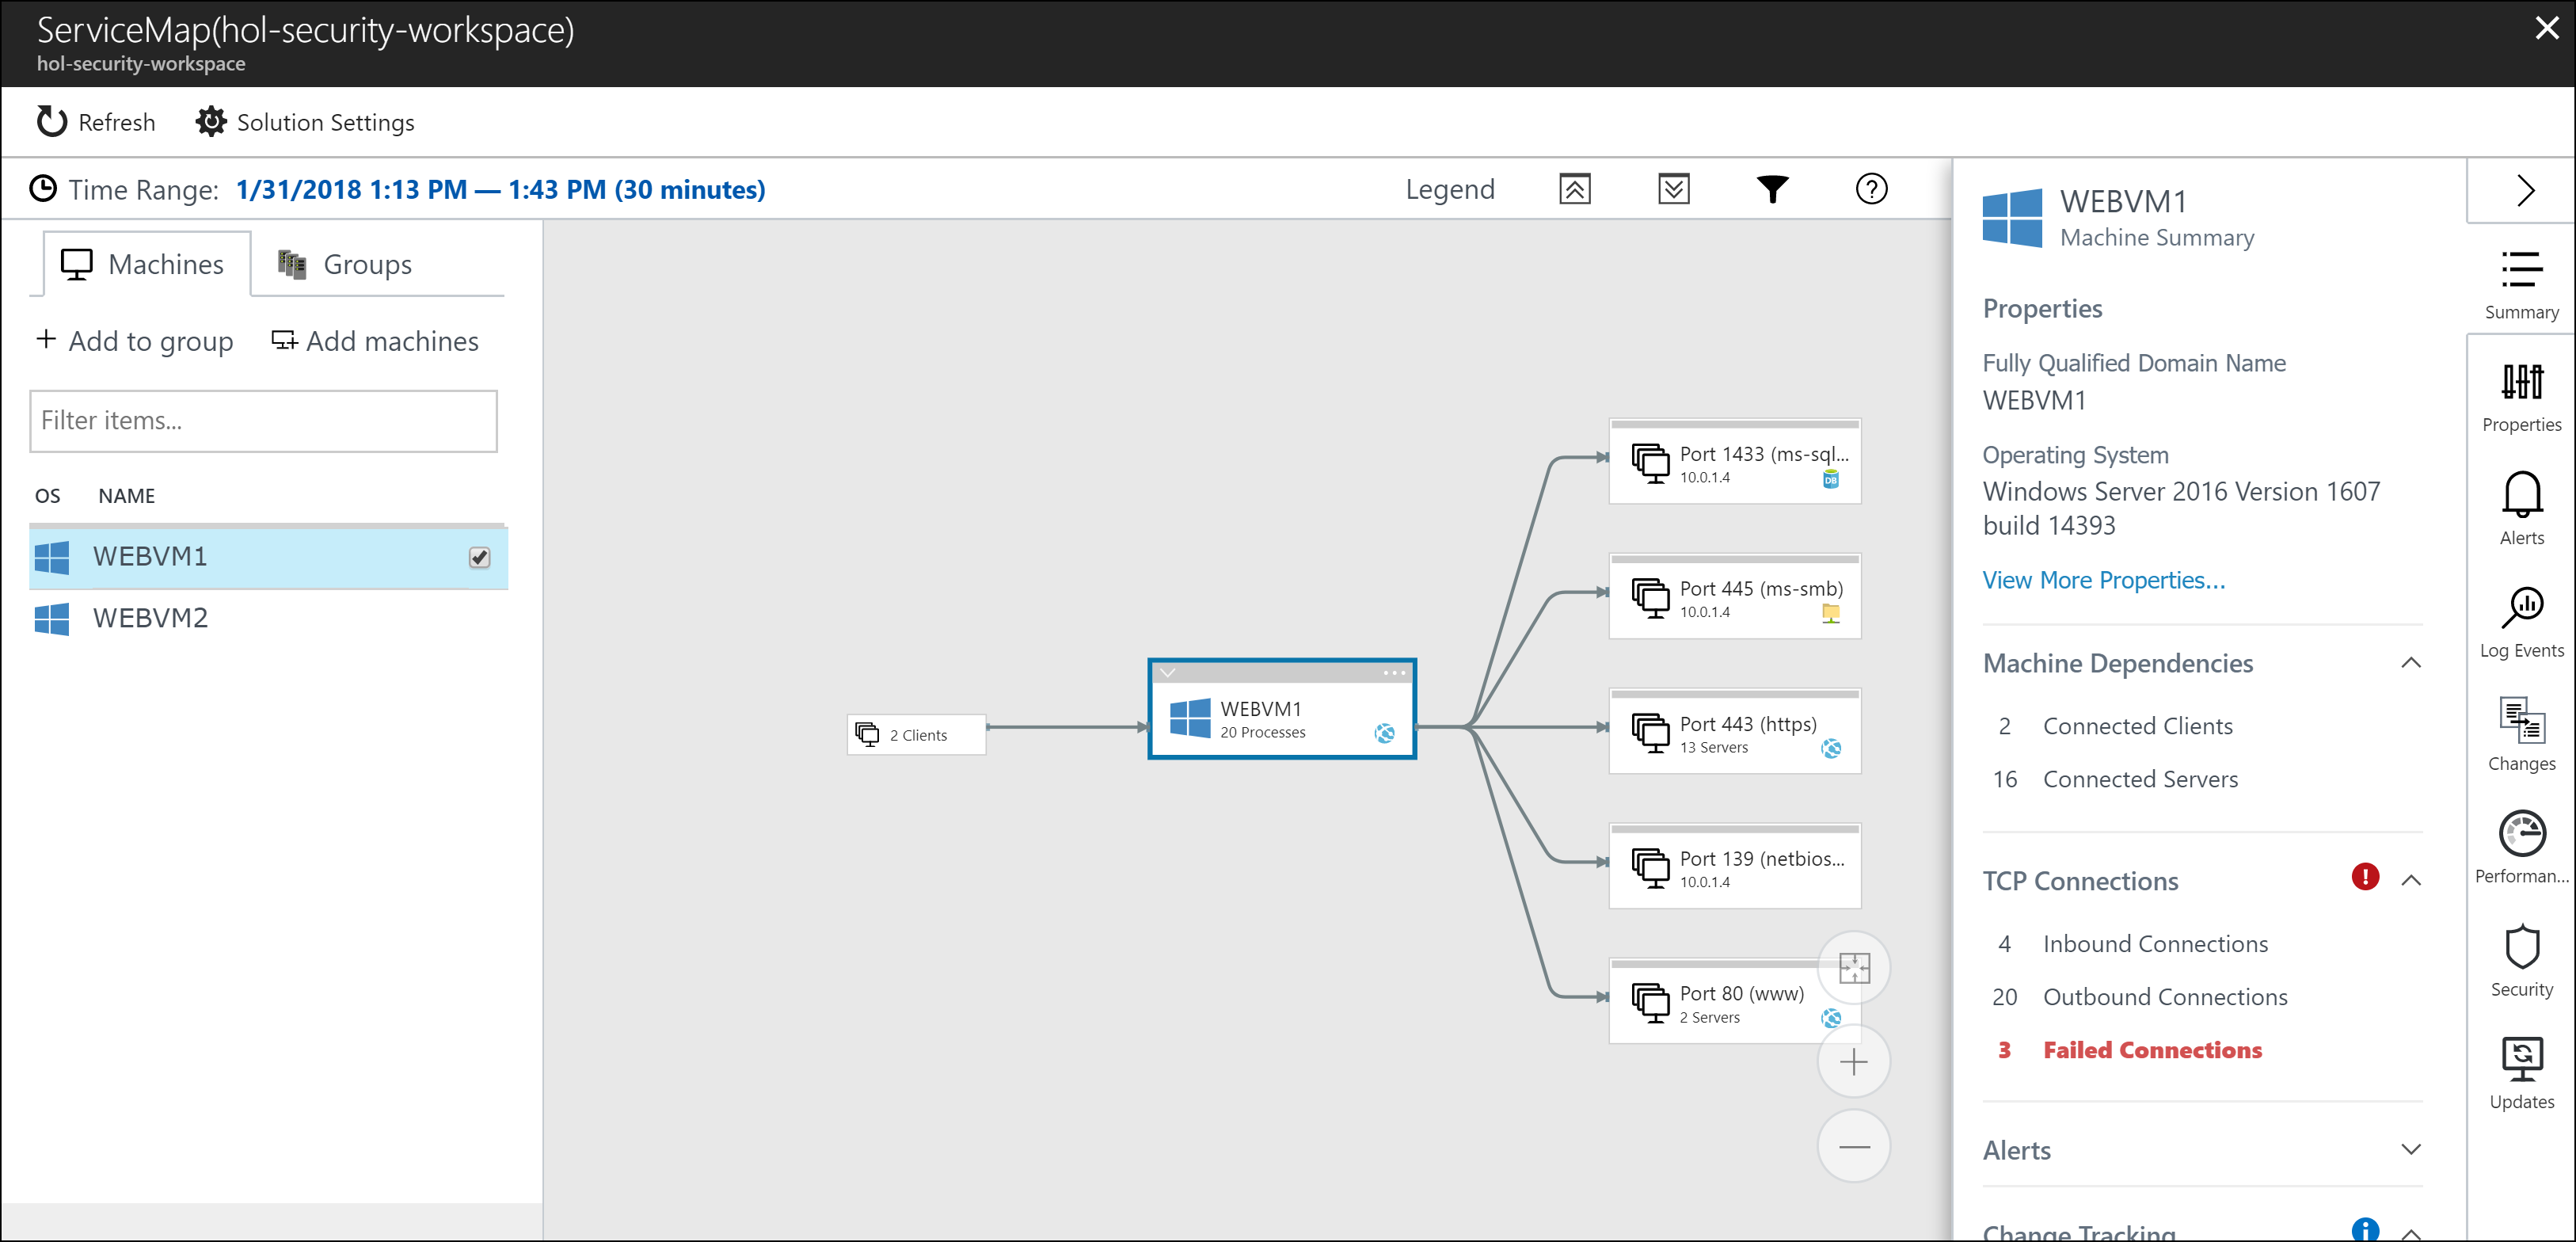 ServiceMap(hol-security-workspace)
hol-security-workspace
Refresh
Solution Settings
Time Range: 1/31/2018 1:13 PM — 1:43 PM (30 minutes)
Legend
Machines
Groups
+ Add to group
Add machines
Filter items...
OS NAME
WEBVM1
WEBVM2
2 Clients
WEBVM1
20 Processes
Port 1433 (ms-sql...
10.0.1.4
DB
Port 445 (ms-smb)
10.0.1.4
Port 443 (https)
13 Servers
Port 139 (netbios...
10.0.1.4
Port 80 (www)
2 Servers
WEBVM1
Machine Summary
Properties
Fully Qualified Domain Name
WEBVM1
Operating System
Windows Server 2016 Version 1607
build 14393
View More Properties...
Machine Dependencies
2 Connected Clients
16 Connected Servers
TCP Connections
4 Inbound Connections
20 Outbound Connections
3 Failed Connections
Alerts
Change Tracking
Summary
Properties
Alerts
Log Events
Changes
Performan...
Security
Updates